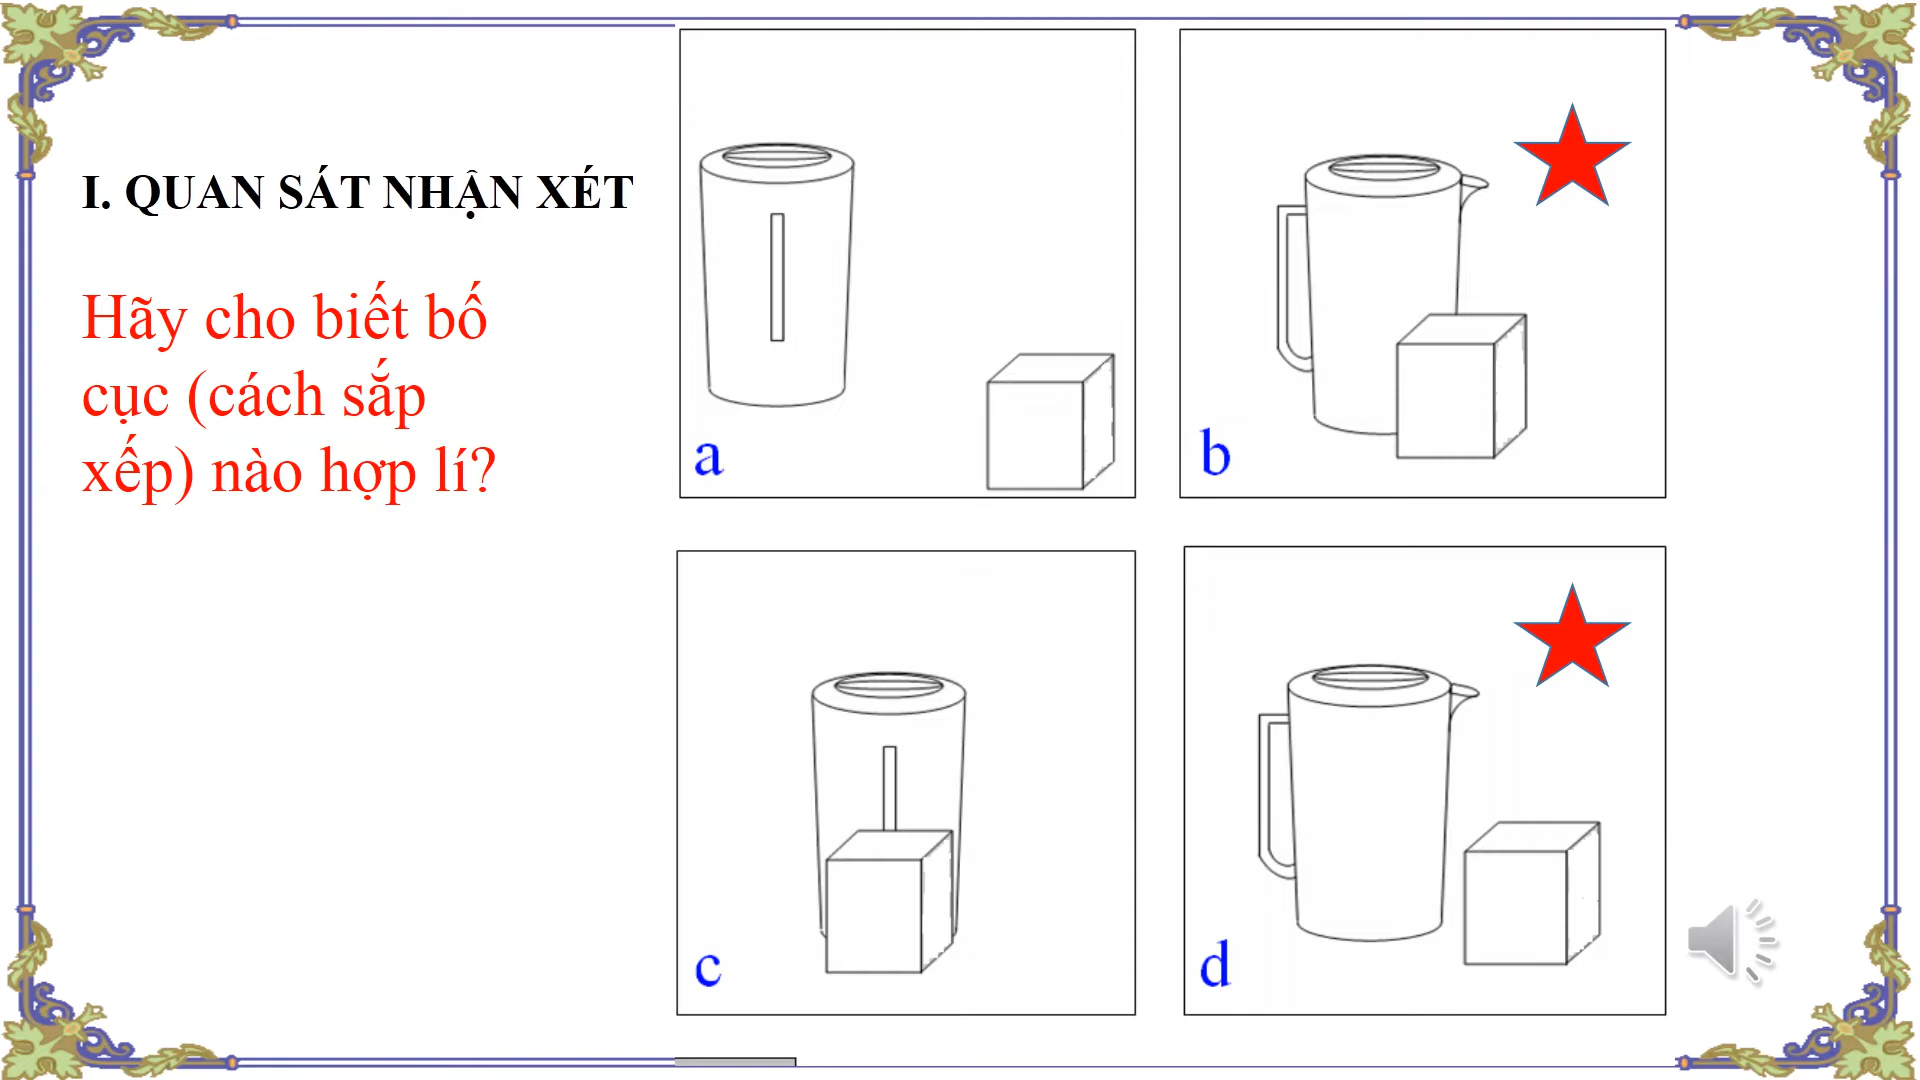 I. QUAN SÁT NHẬN XÉT
Hãy cho biết bố
cục (cách sắp
xếp) nào hợp lí?
a
b
c
d